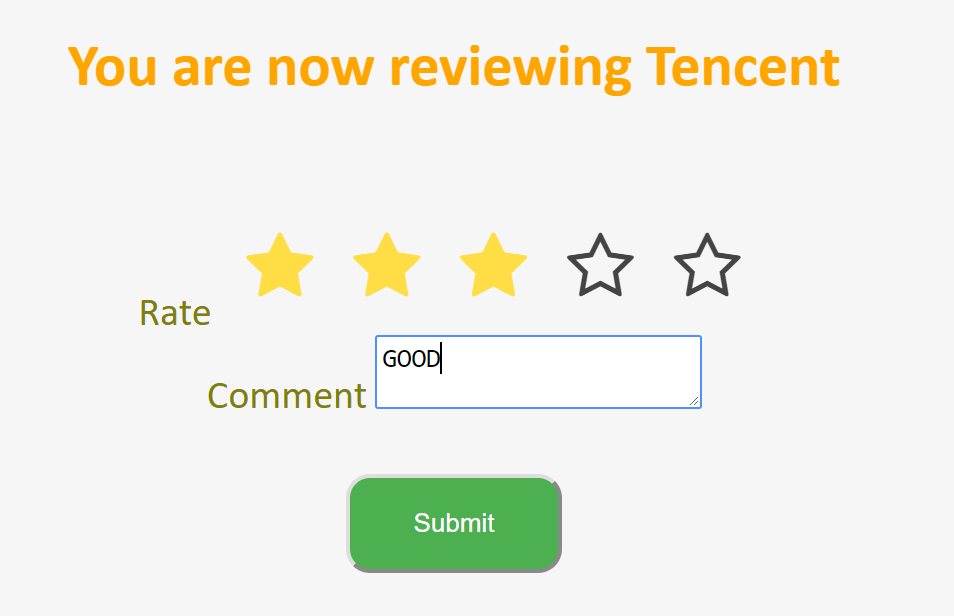 You are now reviewing Tencent
Rate
GOOD
Comment
Submit